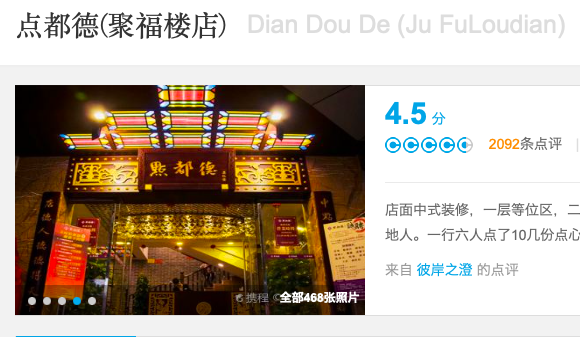 点都德(聚福楼店) Dian Dou De (Ju FuLoudian)
點都德
4.5 分
2092条点评
店面中式装修，一层等位区，二
地人。一行六人点了10几份点心
来自 彼岸之澄 的点评
携程 ©全部468张照片